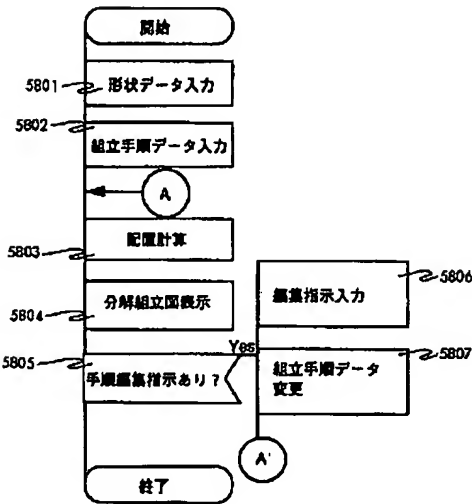 開始
5801
形状データ入力
5802
組立手順データ入力
A
5803
配置計算
5804
分解組立図表示
5805
手順編集指示あり?
Yes
5806
編集指示入力
5807
組立手順データ
変更
A'
終了